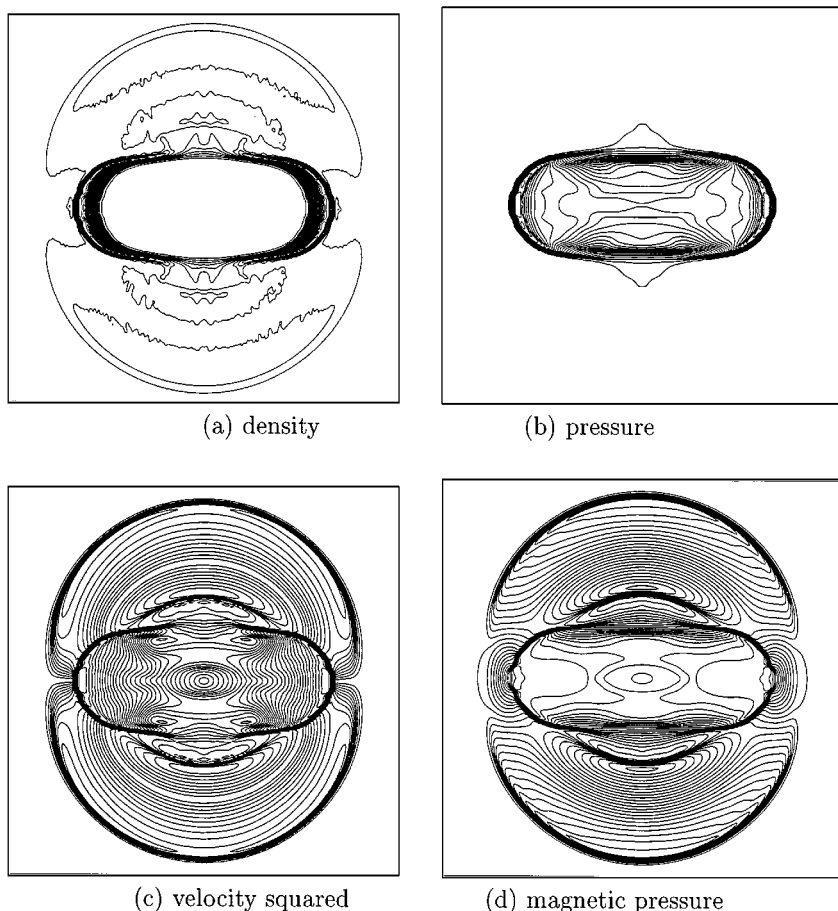 (a) density
(b) pressure
(c) velocity squared
(d) magnetic pressure